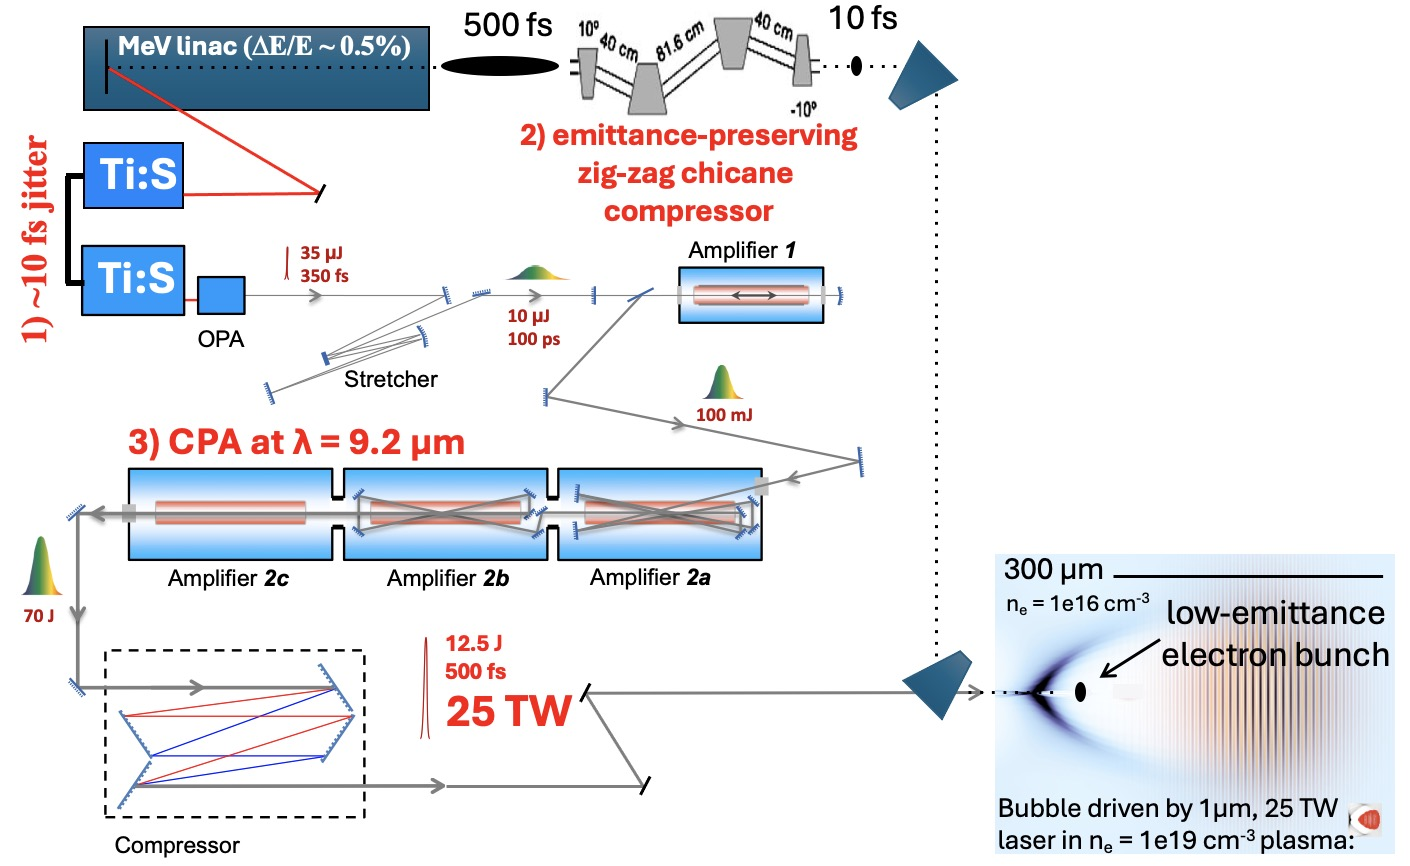 MeV linac (ΔE/E ~ 0.5%)
500 fs
10º
40 cm
81.6 cm
40 cm
-10º
10 fs
2) emittance-preserving
zig-zag chicane
compressor
1) ~10 fs jitter
Ti:S
Ti:S
OPA
35 µJ
350 fs
Stretcher
10 µJ
100 ps
Amplifier 1
100 mJ
3) CPA at λ = 9.2 µm
Amplifier 2c
Amplifier 2b
Amplifier 2a
70 J
Compressor
12.5 J
500 fs
25 TW
300 µm
nₑ = 1e16 cm⁻³
low-emittance
electron bunch
Bubble driven by 1µm, 25 TW
laser in nₑ = 1e19 cm⁻³ plasma: